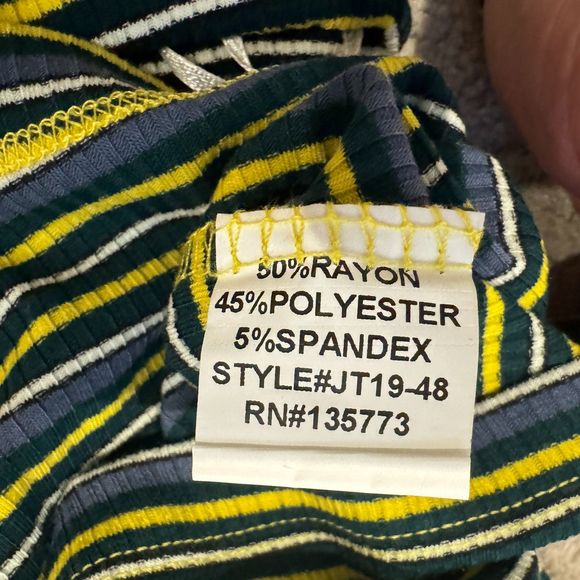 50%RAYON
45%POLYESTER
5%SPANDEX
STYLE#JT19-48
RN#135773